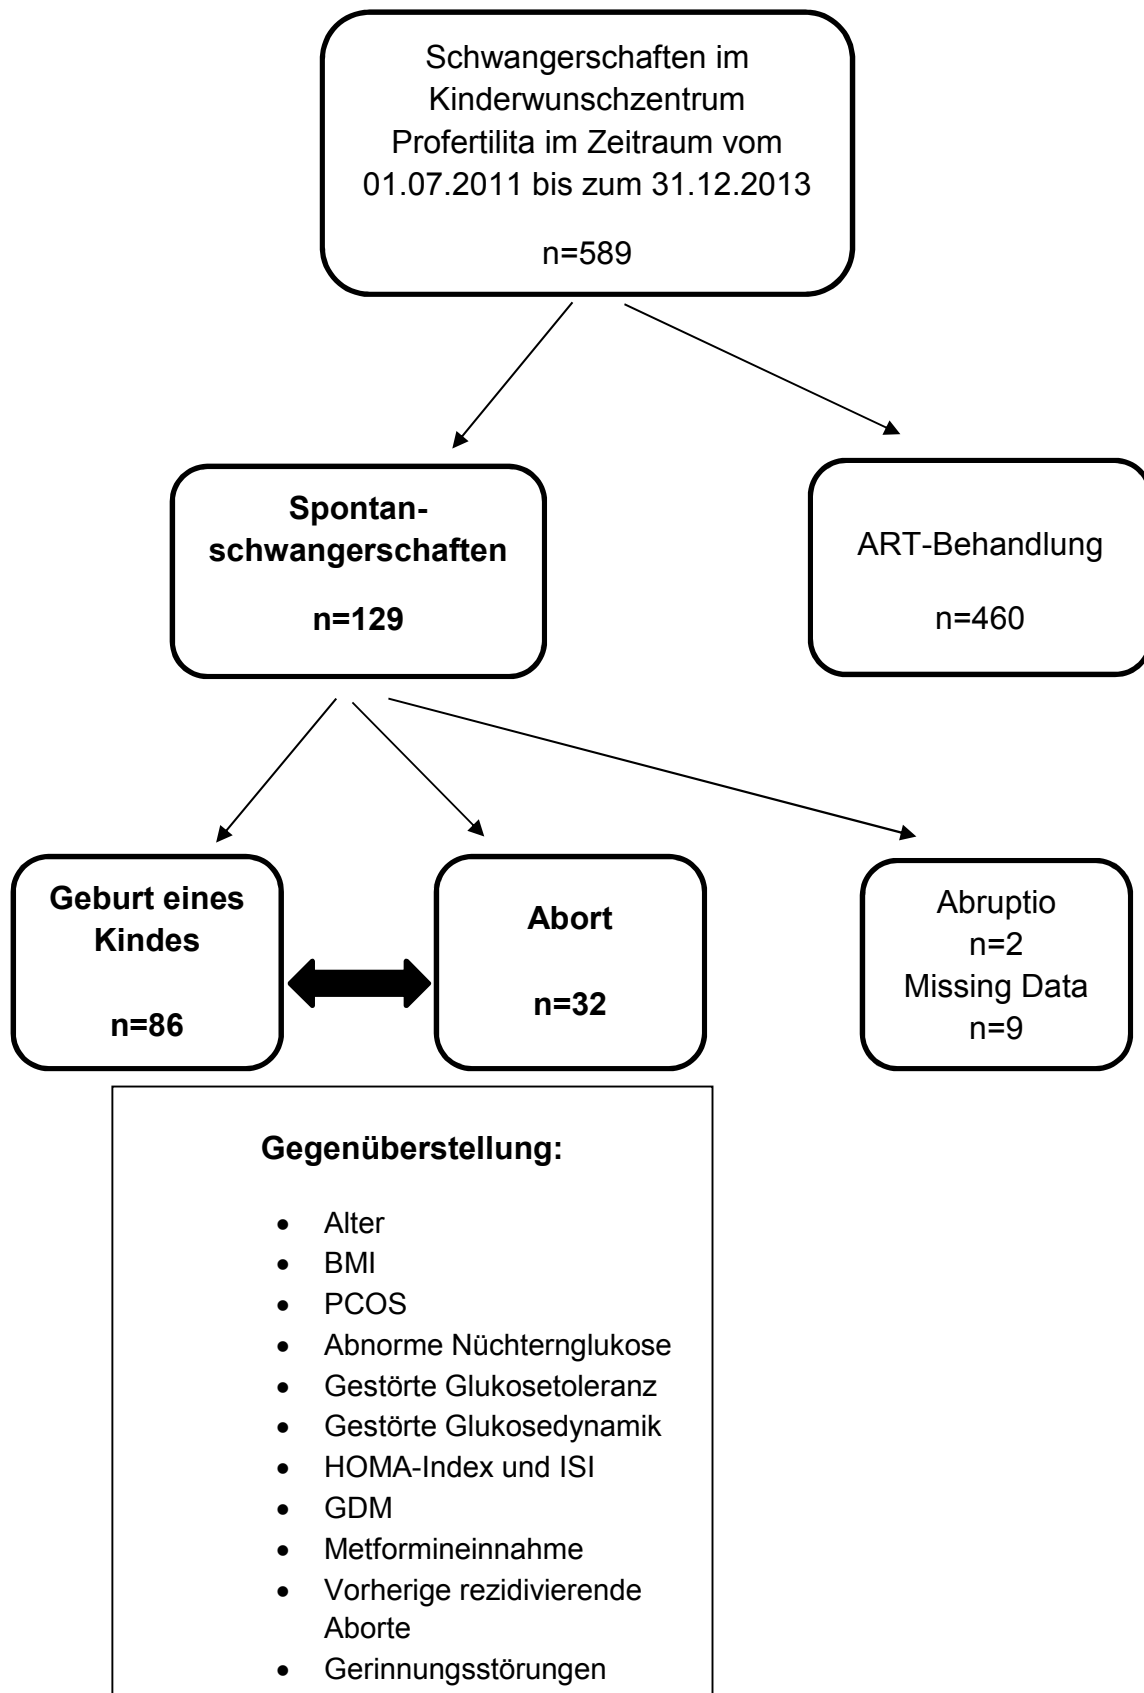 Schwangerschaften im
Kinderwunschzentrum
Profertilita im Zeitraum vom
01.07.2011 bis zum 31.12.2013
n=589
Spontan-
schwangerschaften
n=129
ART-Behandlung
n=460
Geburt eines
Kindes
n=86
Abort
n=32
Abruptio
n=2
Missing Data
n=9
Gegenüberstellung:
• Alter
• BMI
• PCOS
• Abnorme Nüchternglukose
• Gestörte Glukosetoleranz
• Gestörte Glukosedynamik
• HOMA-Index und ISI
• GDM
• Metformineinnahme
• Vorherige rezidivierende
Aborte
• Gerinnungsstörungen